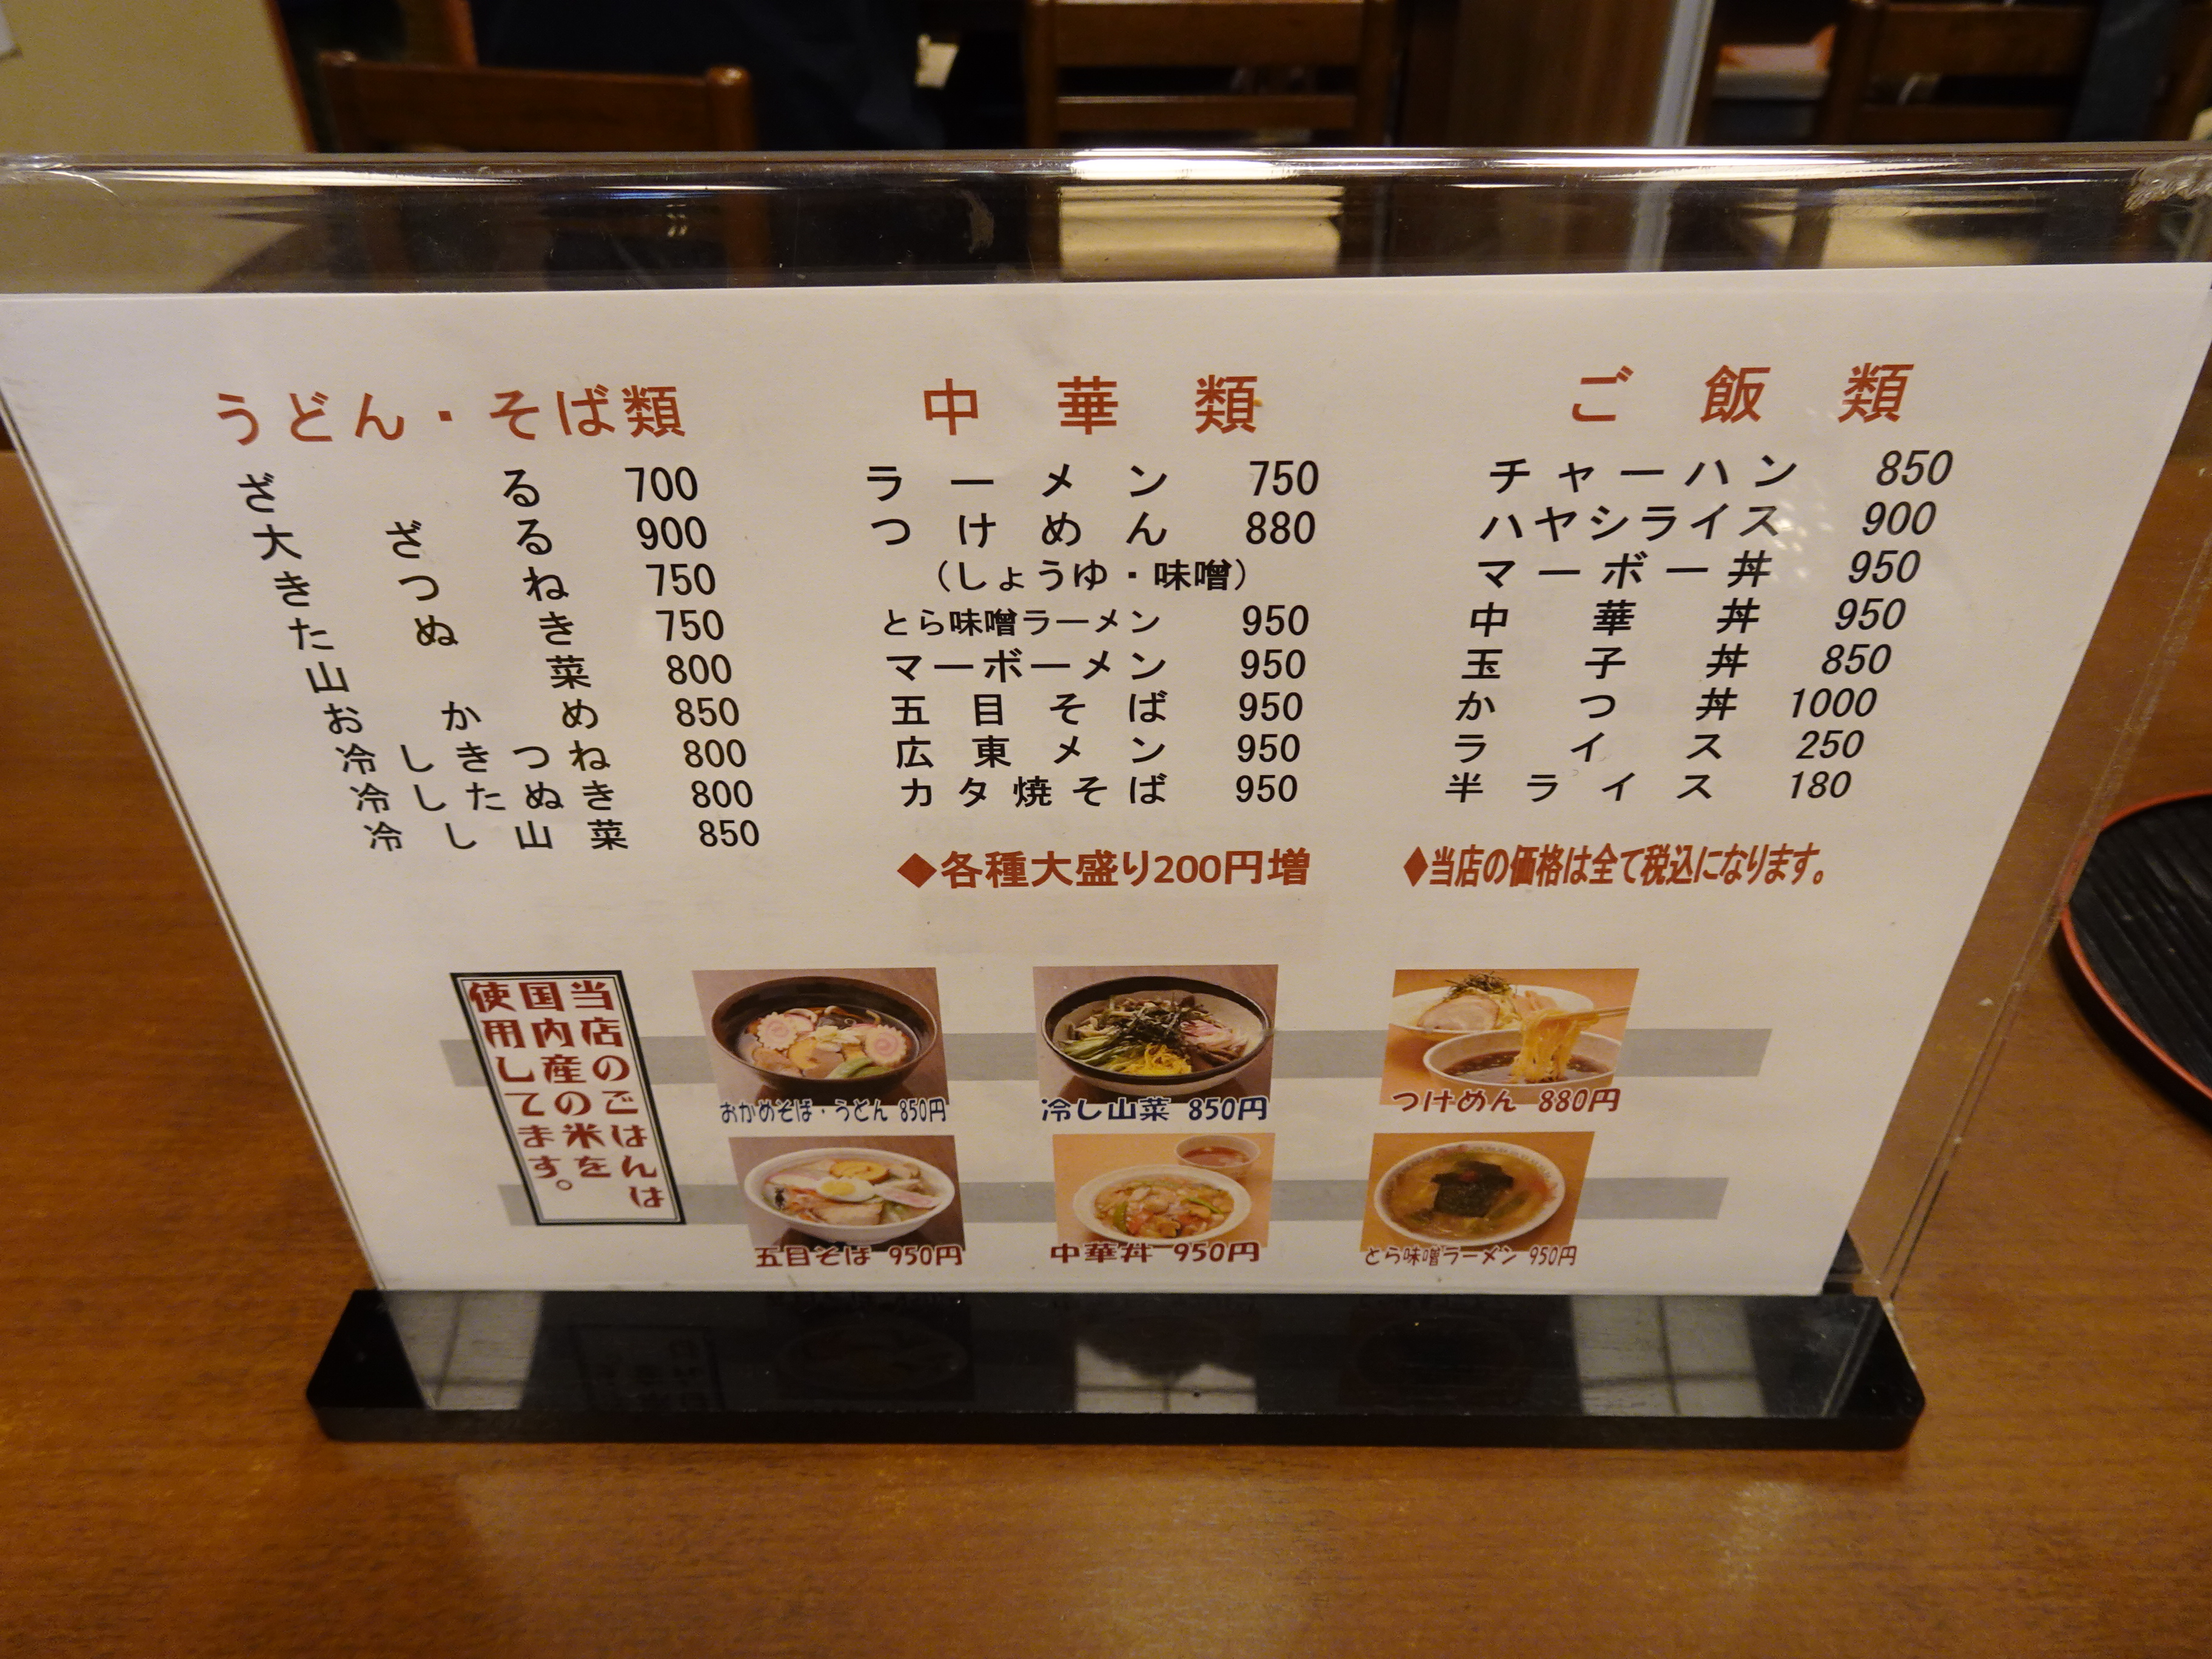 うどん・そば類
ざる 700
大ざる 900
きつね 750
たぬき 750
山菜 800
おかめ 850
冷しきつね 800
冷したぬき 800
冷し山菜 850
中華類
ラーメン 750
つけめん 880
(しょうゆ・味噌)
とら味噌ラーメン 950
マーボーメン 950
五目そば 950
広東メン 950
カタ焼そば 950
◆各種大盛り200円増
ご飯類
チャーハン 850
ハヤシライス 900
マーボー丼 950
中華丼 950
玉子丼 850
かつ丼 1000
ライス 250
半ライス 180
◆当店の価格は全て税込になります。
当店のごはんは
国内産の米を
使用してます。
おかめそば・うどん 850円
冷し山菜 850円
つけめん 880円
五目そば 950円
中華丼 950円
とら味噌ラーメン 950円